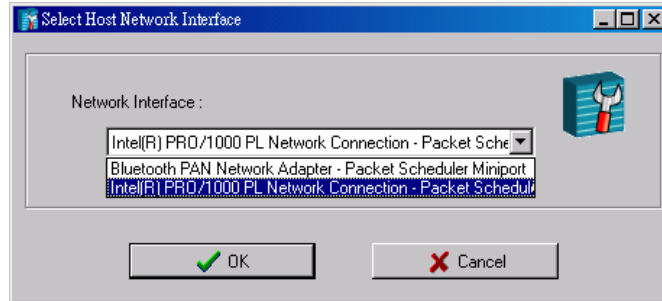 Select Host Network Interface
Network Interface :
Intel(R) PRO/1000 PL Network Connection - Packet Sche
Bluetooth PAN Network Adapter - Packet Scheduler Miniport
Intel(R) PRO/1000 PL Network Connection - Packet Schedul
OK
Cancel